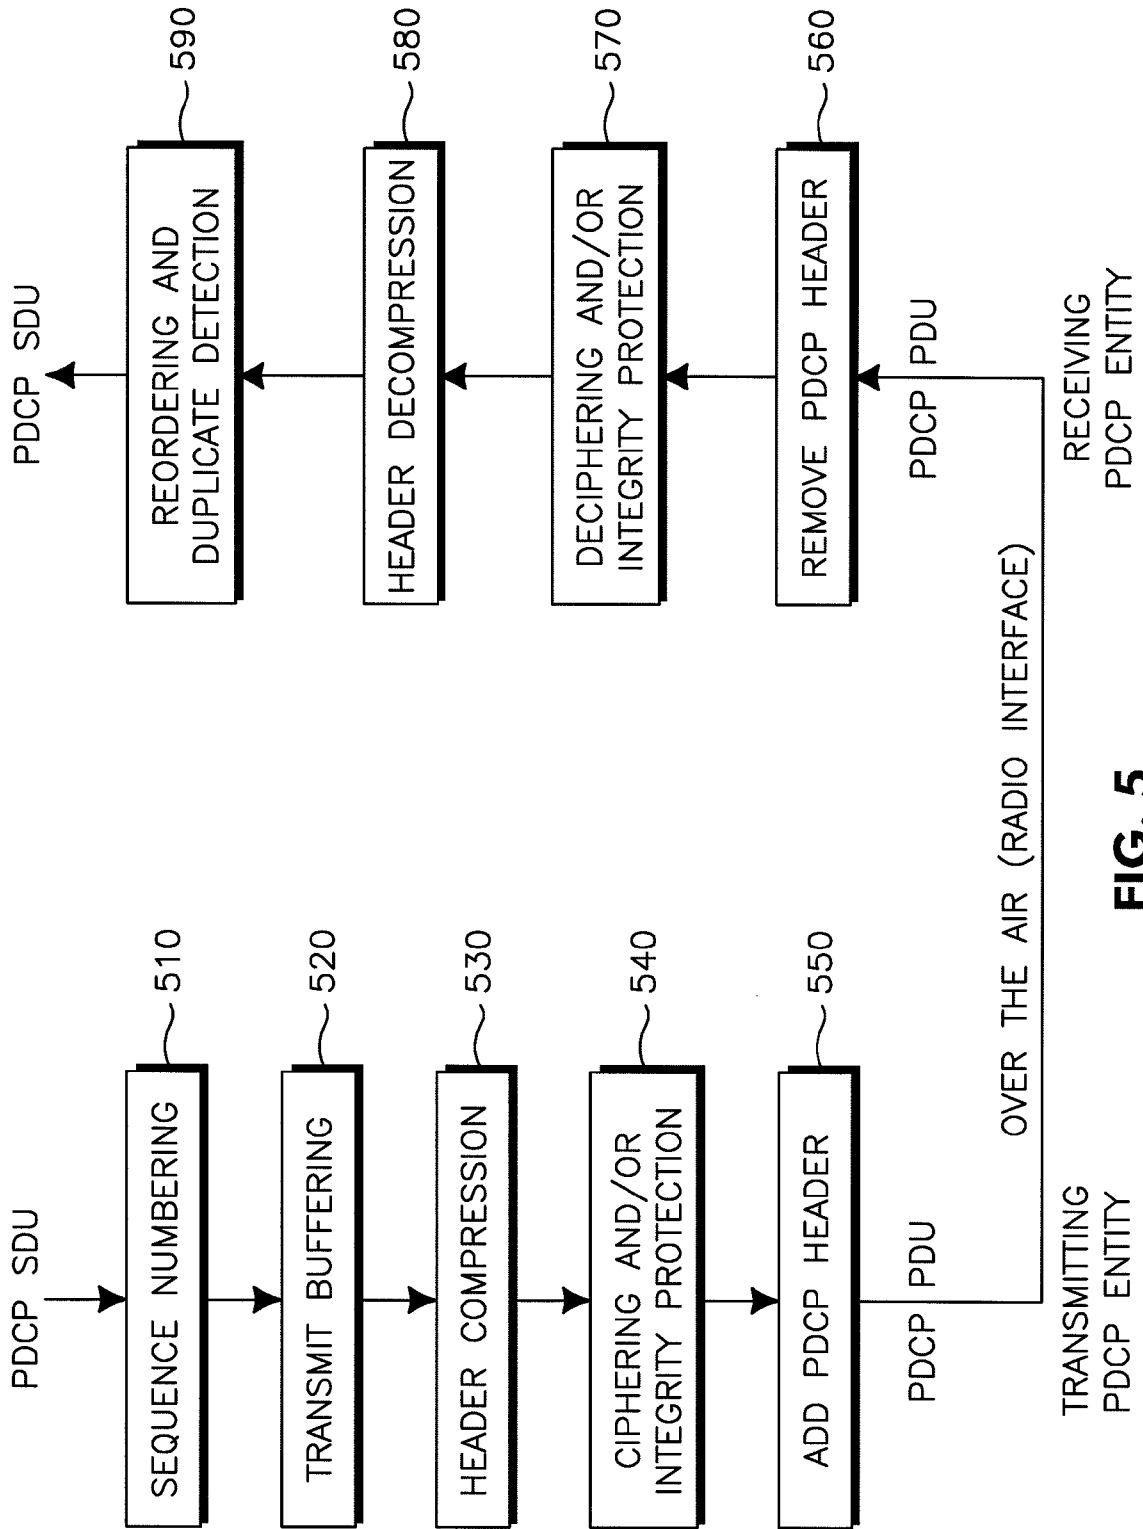 PDCP SDU
SEQUENCE NUMBERING
510
TRANSMIT BUFFERING
520
HEADER COMPRESSION
530
CIPHERING AND/OR
INTEGRITY PROTECTION
540
ADD PDCP HEADER
550
PDCP PDU
TRANSMITTING
PDCP ENTITY
OVER THE AIR (RADIO INTERFACE)
PDCP SDU
REORDERING AND
DUPLICATE DETECTION
590
HEADER DECOMPRESSION
580
DECIPHERING AND/OR
INTEGRITY PROTECTION
570
REMOVE PDCP HEADER
560
PDCP PDU
RECEIVING
PDCP ENTITY
FIG. 5